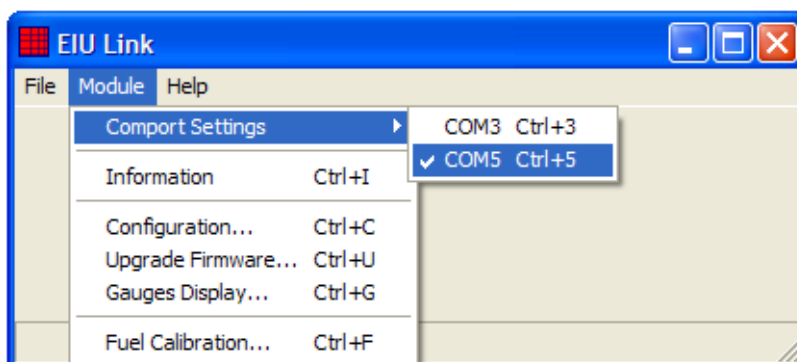 EIU Link
File Module Help
Comport Settings
COM3 Ctrl+3
COM5 Ctrl+5
Information Ctrl+I
Configuration... Ctrl+C
Upgrade Firmware... Ctrl+U
Gauges Display... Ctrl+G
Fuel Calibration... Ctrl+F